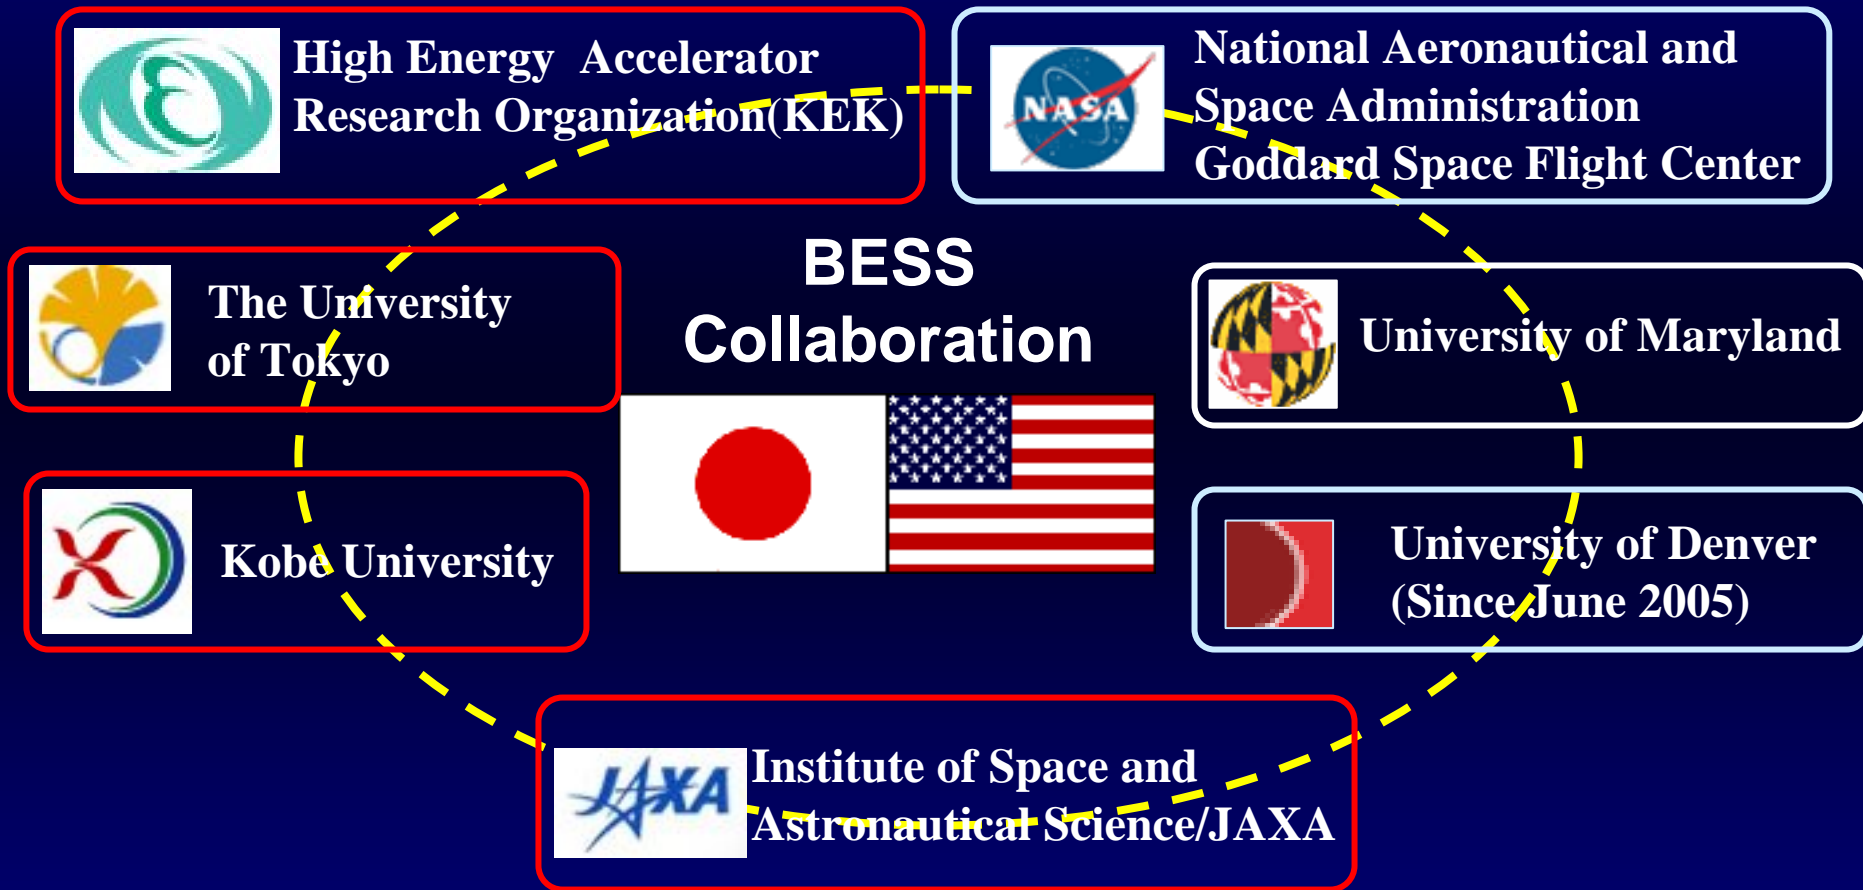 High Energy  Accelerator
Research Organization(KEK)
NASA
National Aeronautical and
Space Administration
Goddard Space Flight Center
BESS
Collaboration
The University
of Tokyo
University of Maryland
Kobe University
University of Denver
(Since June 2005)
JAXA
Institute of Space and
Astronautical Science/JAXA